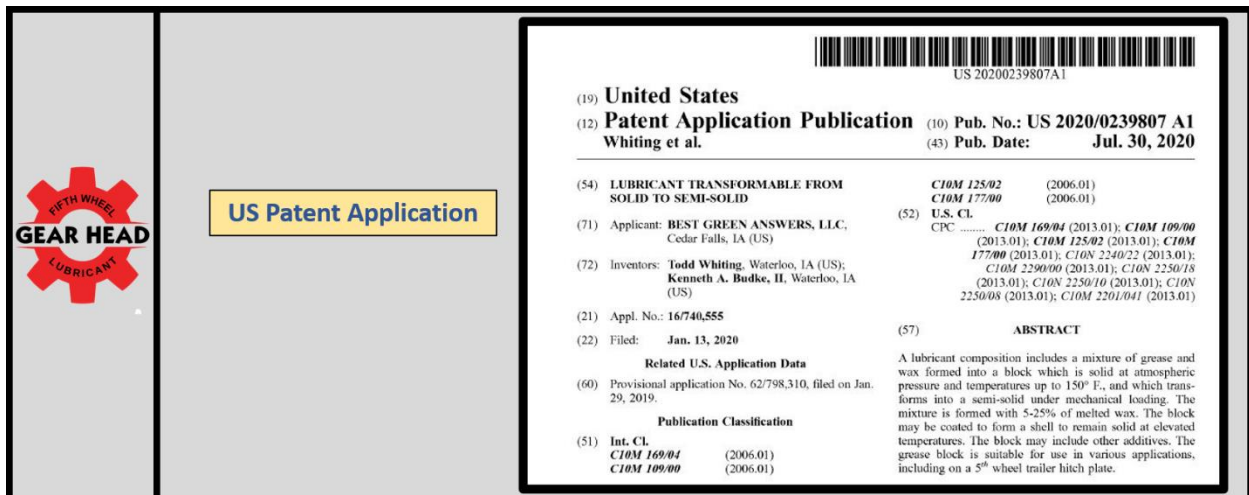 FIFTH WHEEL
GEAR HEAD
LUBRICANT
US Patent Application
US 20200239807A1
(19) United States
(12) Patent Application Publication
Whiting et al.
(10) Pub. No.: US 2020/0239807 A1
(43) Pub. Date: Jul. 30, 2020
(54) LUBRICANT TRANSFORMABLE FROM
SOLID TO SEMI-SOLID
(71) Applicant: BEST GREEN ANSWERS, LLC,
Cedar Falls, IA (US)
(72) Inventors: Todd Whiting, Waterloo, IA (US);
Kenneth A. Budke, II, Waterloo, IA
(US)
(21) Appl. No.: 16/740,555
(22) Filed: Jan. 13, 2020
Related U.S. Application Data
(60) Provisional application No. 62/798,310, filed on Jan.
29, 2019.
Publication Classification
(51) Int. Cl.
C10M 169/04 (2006.01)
C10M 109/00 (2006.01)
C10M 125/02 (2006.01)
C10M 177/00 (2006.01)
(52) U.S. Cl.
CPC ........ C10M 169/04 (2013.01); C10M 109/00
(2013.01); C10M 125/02 (2013.01); C10M
177/00 (2013.01); C10N 2240/22 (2013.01);
C10M 2290/00 (2013.01); C10N 2250/18
(2013.01); C10N 2250/10 (2013.01); C10N
2250/08 (2013.01); C10M 2201/041 (2013.01)
(57) ABSTRACT
A lubricant composition includes a mixture of grease and
wax formed into a block which is solid at atmospheric
pressure and temperatures up to 150° F., and which trans-
forms into a semi-solid under mechanical loading. The
mixture is formed with 5-25% of melted wax. The block
may be coated to form a shell to remain solid at elevated
temperatures. The block may include other additives. The
grease block is suitable for use in various applications,
including on a 5th wheel trailer hitch plate.